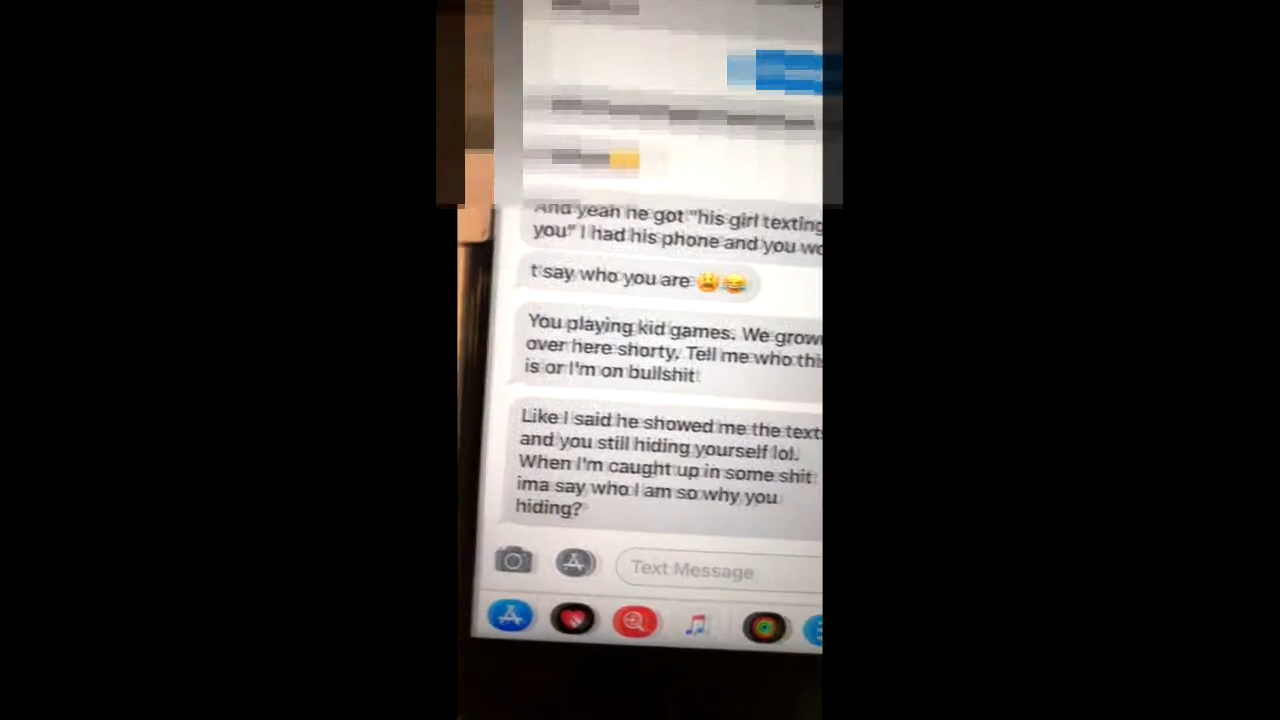 And yeah he got "his girl texting
you" I had his phone and you
t say who you are 😫😂
You playing kid games. We
over here shorty. Tell me who this
is or I'm on bullshit
Like I said he showed me the texts
and you still hiding yourself lol.
When I'm caught up in some shit
ima say who I am so why you
hiding?
Text Message